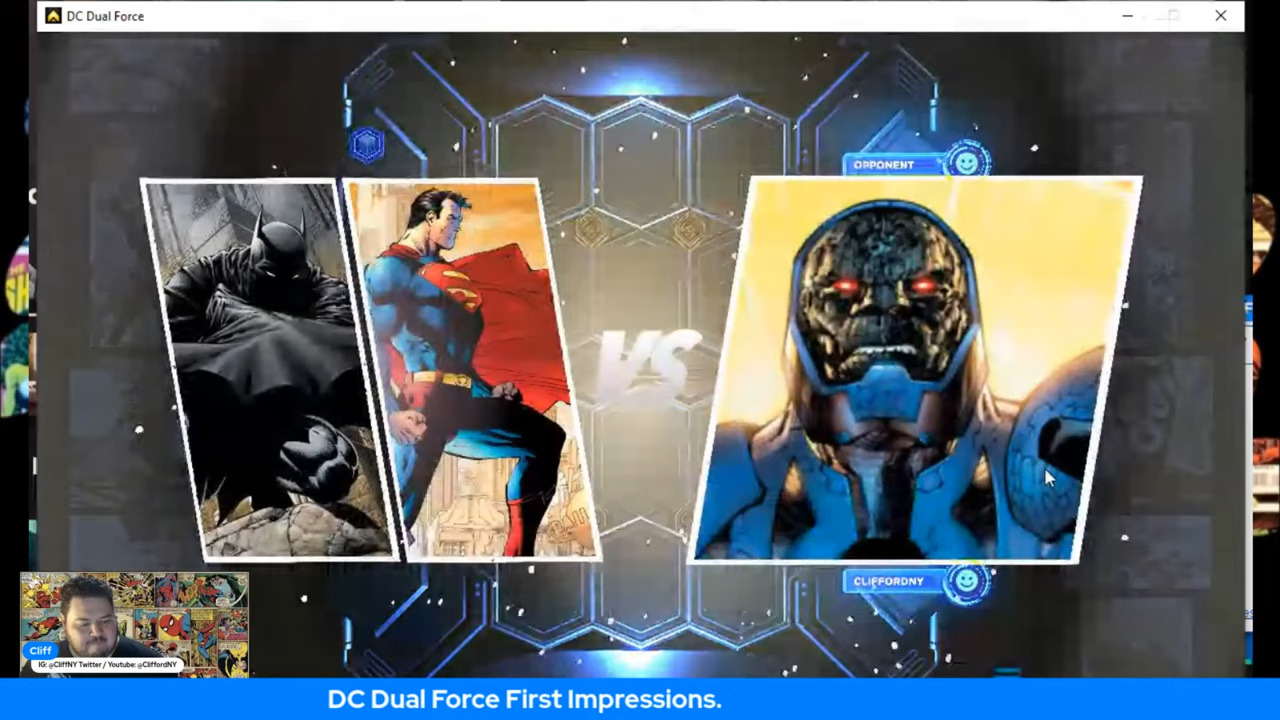 DC Dual Force
OPPONENT
VS
CLIFFORDNY
Cliff
IG: @CliffNY Twitter / Youtube: @CliffordNY
DC Dual Force First Impressions.